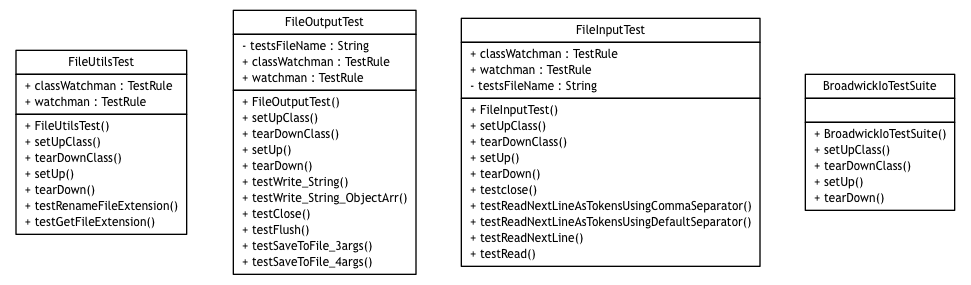 FileUtilsTest
+ classWatchman : TestRule
+ watchman : TestRule
+ FileUtilsTest()
+ setUpClass()
+ tearDownClass()
+ setUp()
+ tearDown()
+ testRenameFileExtension()
+ testGetFileExtension()
FileOutputTest
- testsFileName : String
+ classWatchman : TestRule
+ watchman : TestRule
+ FileOutputTest()
+ setUpClass()
+ tearDownClass()
+ setUp()
+ tearDown()
+ testWrite_String()
+ testWrite_String_ObjectArr()
+ testClose()
+ testFlush()
+ testSaveToFile_3args()
+ testSaveToFile_4args()
FileInputTest
+ classWatchman : TestRule
+ watchman : TestRule
- testsFileName : String
+ FileInputTest()
+ setUpClass()
+ tearDownClass()
+ setUp()
+ tearDown()
+ testclose()
+ testReadNextLineAsTokensUsingCommaSeparator()
+ testReadNextLineAsTokensUsingDefaultSeparator()
+ testReadNextLine()
+ testRead()
BroadwickIoTestSuite
+ BroadwickIoTestSuite()
+ setUpClass()
+ tearDownClass()
+ setUp()
+ tearDown()